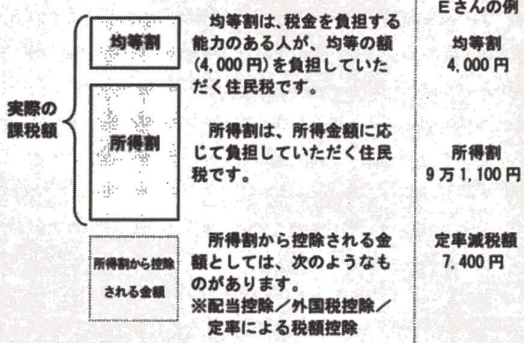 実際の
課税額
均等割
均等割は、税金を負担する
能力のある人が、均等の額
(4,000円)を負担していた
だく住民税です。
所得割
所得割は、所得金額に応
じて負担していただく住民
税です。
所得割から控除
される金額
所得割から控除される金
額としては、次のようなも
のがあります。
※配当控除／外国税控除／
定率による税額控除
Eさんの例
均等割
4,000円
所得割
9万1,100円
定率減税額
7,400円